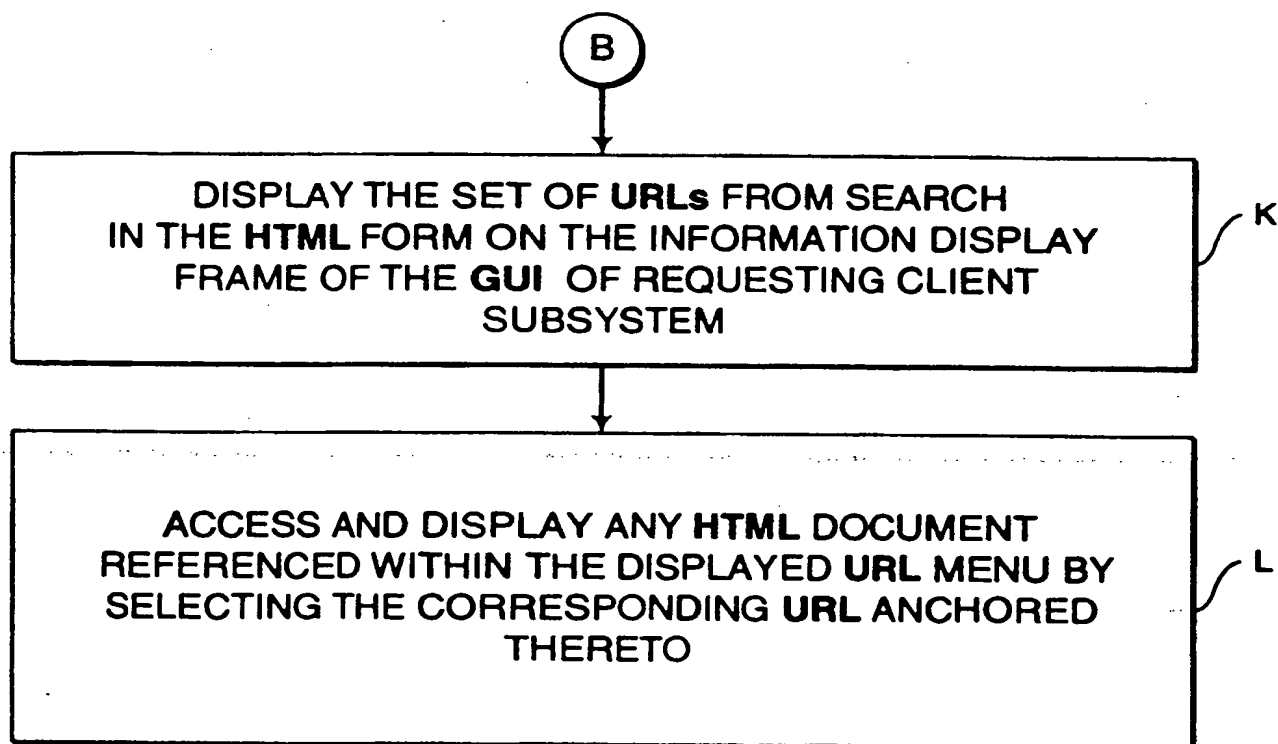 B
DISPLAY THE SET OF URLs FROM SEARCH
IN THE HTML FORM ON THE INFORMATION DISPLAY
FRAME OF THE GUI OF REQUESTING CLIENT
SUBSYSTEM
K
ACCESS AND DISPLAY ANY HTML DOCUMENT
REFERENCED WITHIN THE DISPLAYED URL MENU BY
SELECTING THE CORRESPONDING URL ANCHORED
THERETO
L